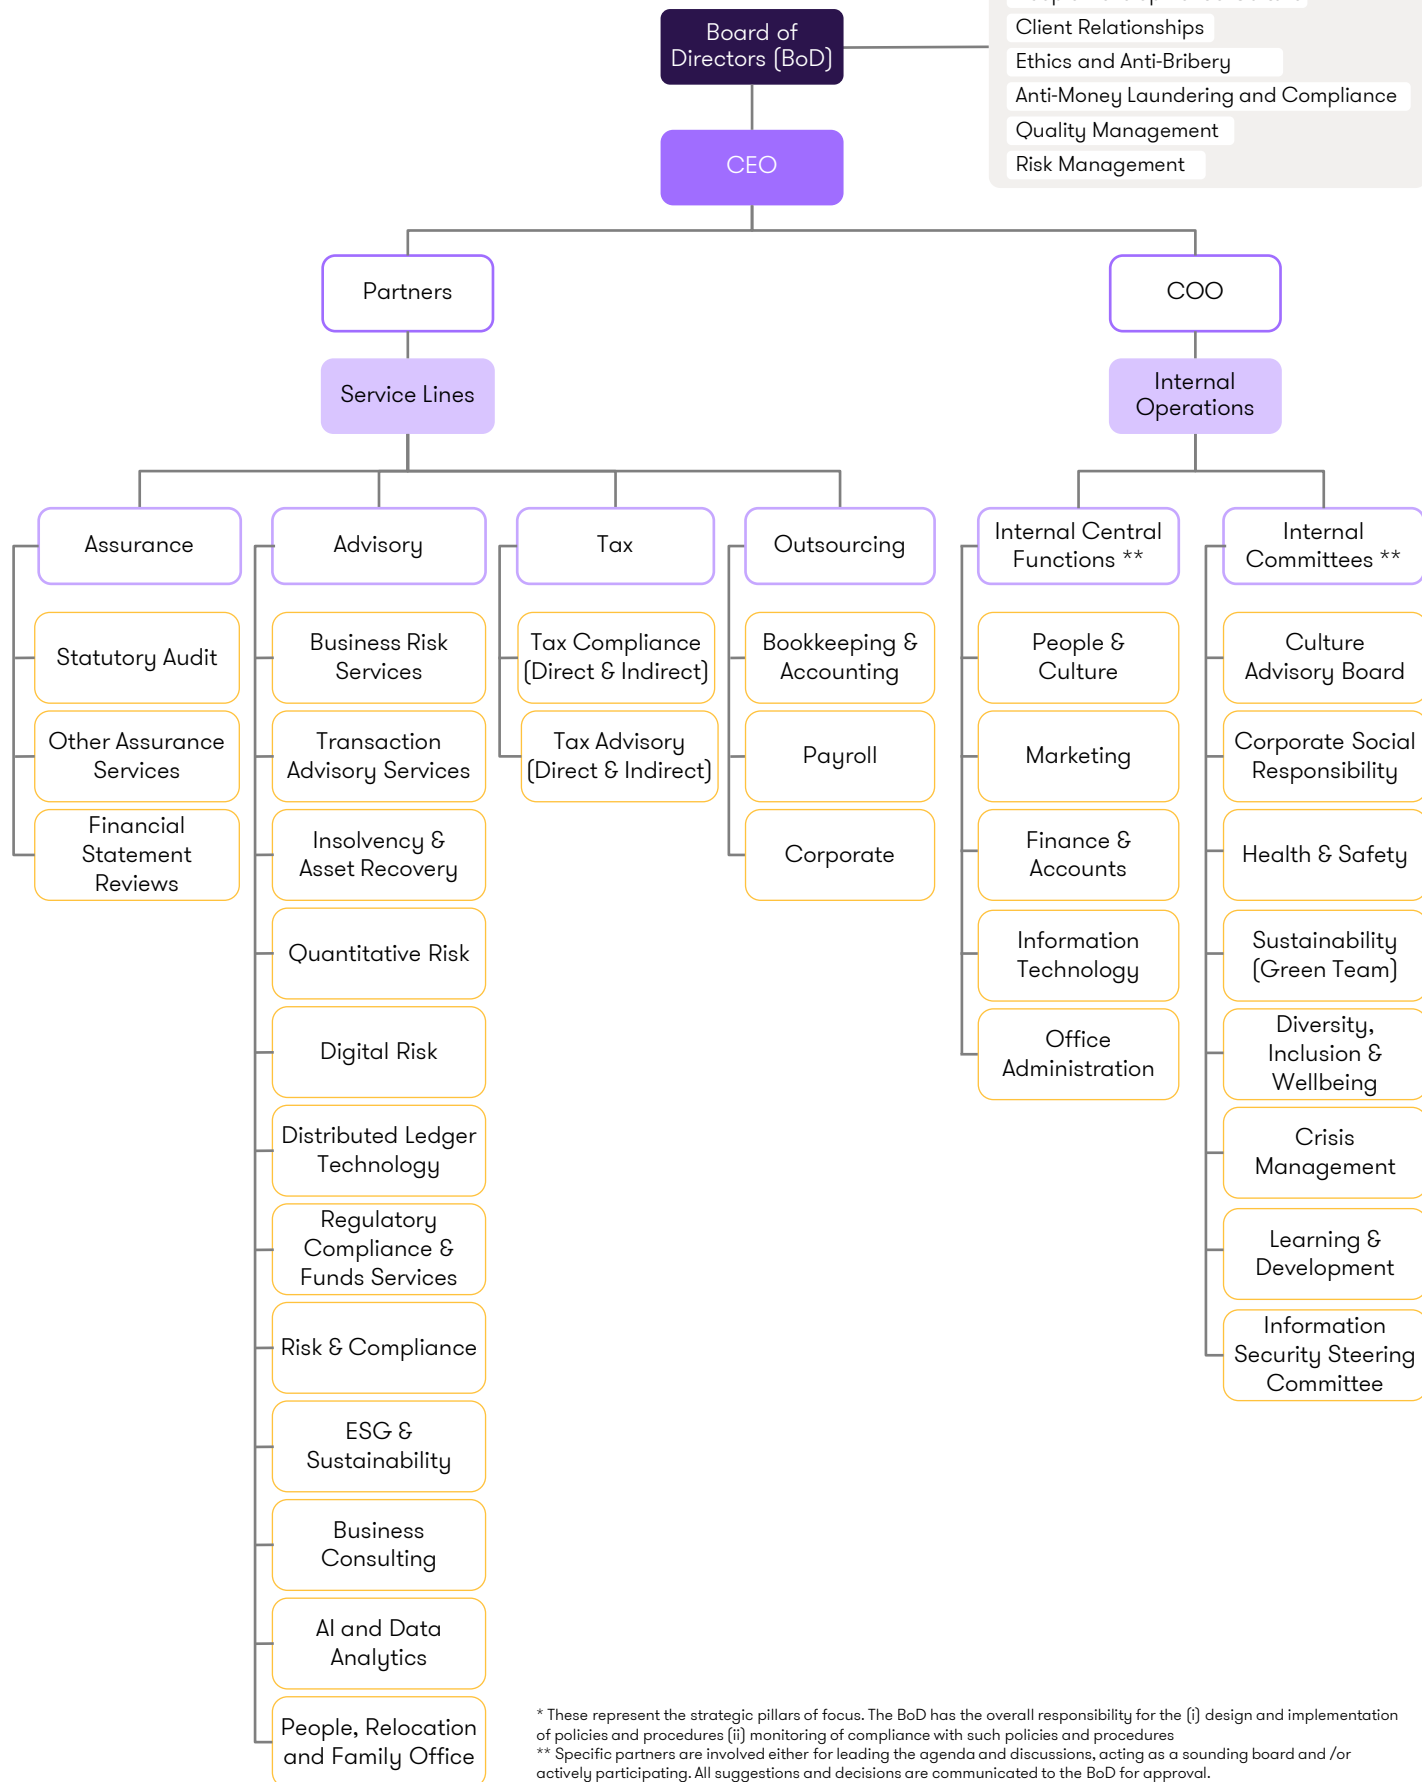 Board of
Directors (BoD)
Client Relationships
Ethics and Anti-Bribery
Anti-Money Laundering and Compliance
Quality Management
Risk Management
CEO
Partners
COO
Service Lines
Internal
Operations
Assurance
Statutory Audit
Other Assurance
Services
Financial
Statement
Reviews
Advisory
Business Risk
Services
Transaction
Advisory Services
Insolvency &
Asset Recovery
Quantitative Risk
Digital Risk
Distributed Ledger
Technology
Regulatory
Compliance &
Funds Services
Risk & Compliance
ESG &
Sustainability
Business
Consulting
AI and Data
Analytics
People, Relocation
and Family Office
Tax
Tax Compliance
(Direct & Indirect)
Tax Advisory
(Direct & Indirect)
Outsourcing
Bookkeeping &
Accounting
Payroll
Corporate
Internal Central
Functions **
People &
Culture
Marketing
Finance &
Accounts
Information
Technology
Office
Administration
Internal
Committees **
Culture
Advisory Board
Corporate Social
Responsibility
Health & Safety
Sustainability
(Green Team)
Diversity,
Inclusion &
Wellbeing
Crisis
Management
Learning &
Development
Information
Security Steering
Committee
* These represent the strategic pillars of focus. The BoD has the overall responsibility for the (i) design and implementation
of policies and procedures (ii) monitoring of compliance with such policies and procedures
** Specific partners are involved either for leading the agenda and discussions, acting as a sounding board and /or
actively participating. All suggestions and decisions are communicated to the BoD for approval.